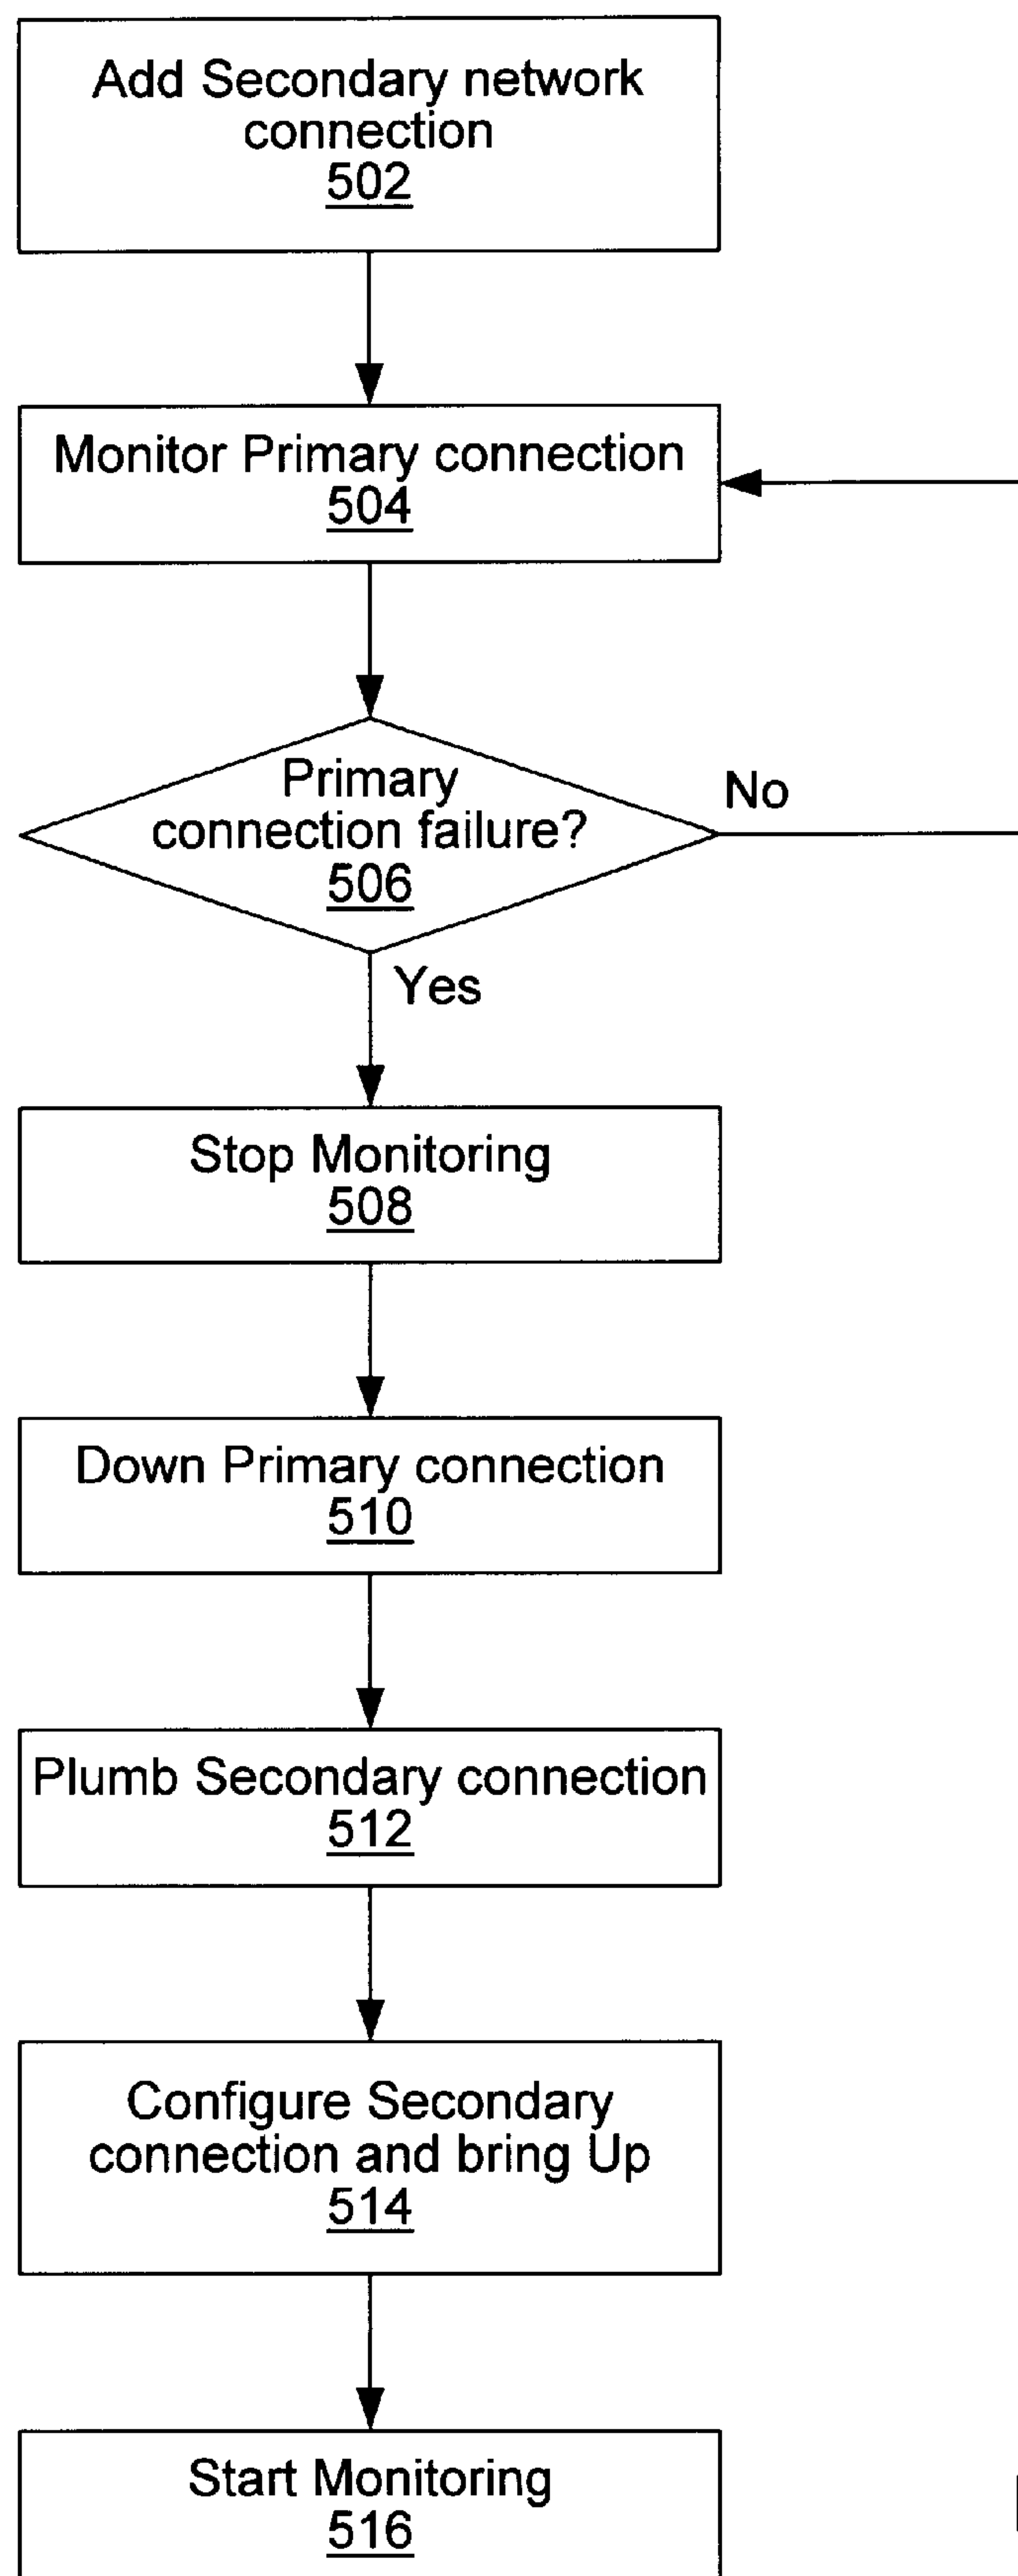 Add Secondary network
connection
502
Monitor Primary connection
504
Primary
connection failure?
506
No
Yes
Stop Monitoring
508
Down Primary connection
510
Plumb Secondary connection
512
Configure Secondary
connection and bring Up
514
Start Monitoring
516